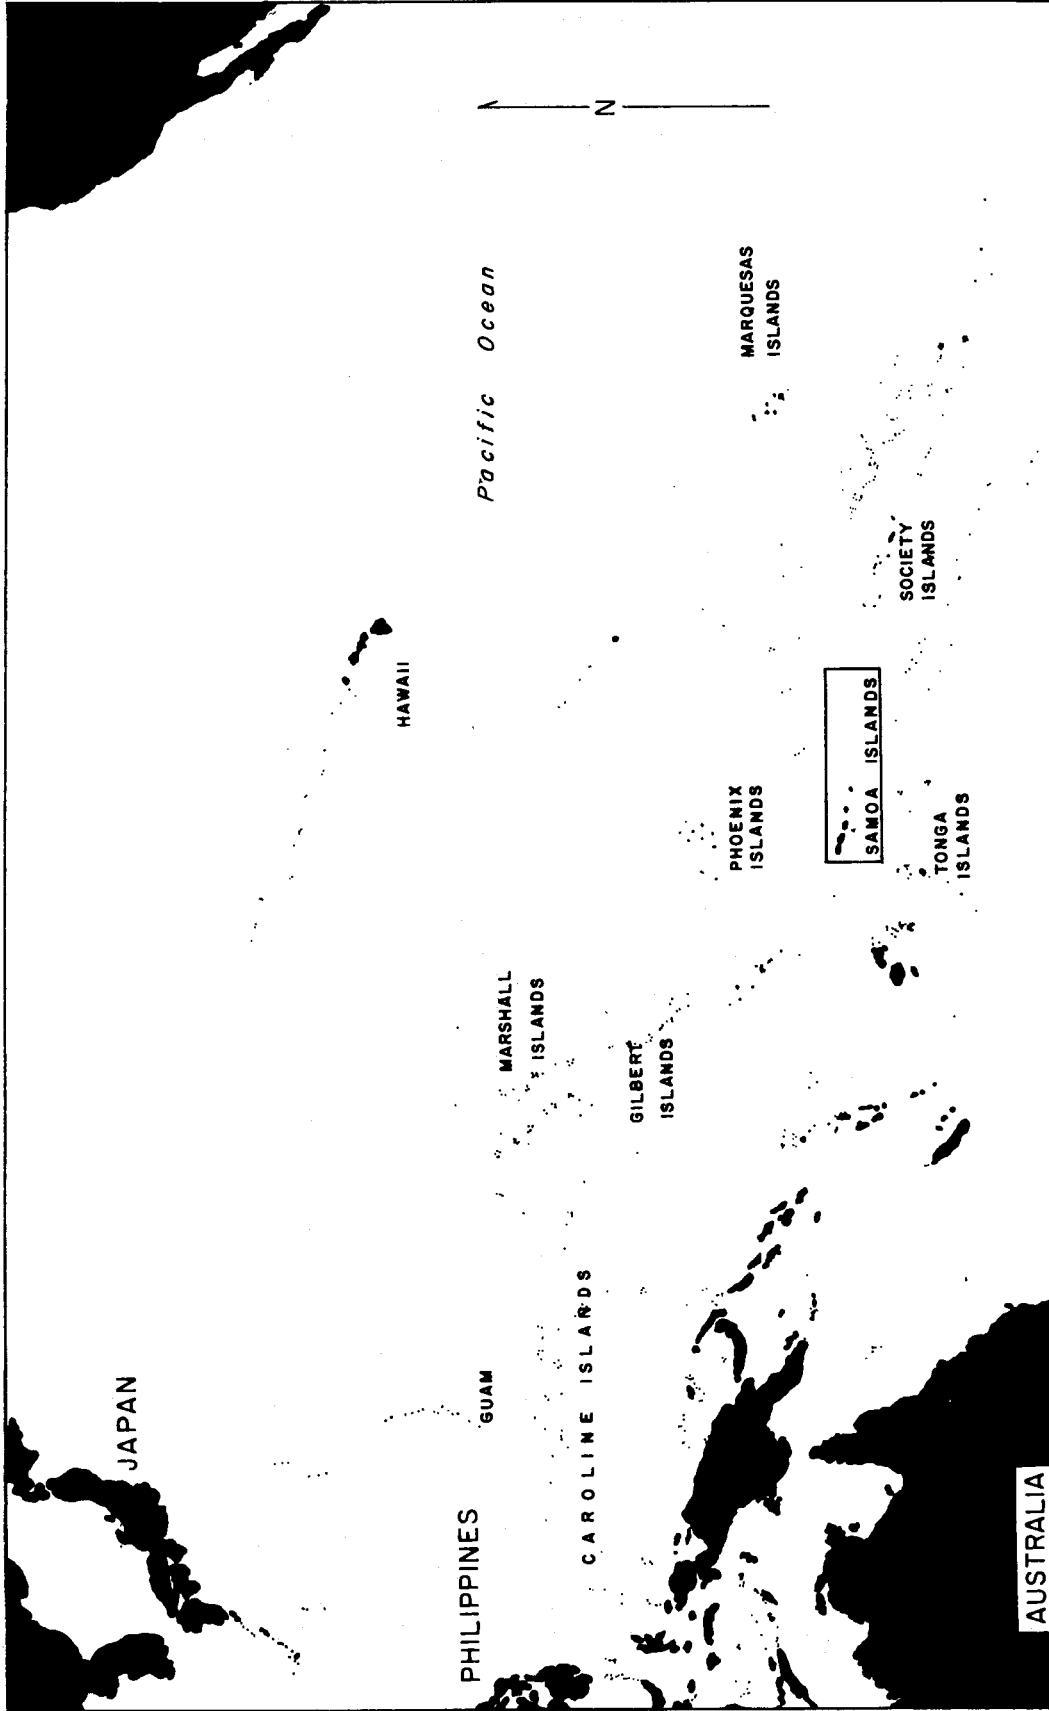 JAPAN
N
Pacific Ocean
HAWAII
PHILIPPINES
GUAM
MARSHALL
ISLANDS
CAROLINE ISLANDS
GILBERT
ISLANDS
PHOENIX
ISLANDS
MARQUESAS
ISLANDS
SAMOA ISLANDS
SOCIETY
ISLANDS
TONGA
ISLANDS
AUSTRALIA